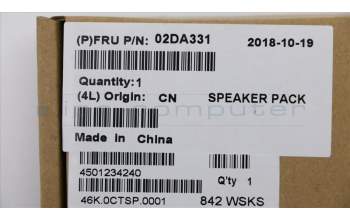 (P)FRU P/N: 02DA331 2018-10-19
Quantity:1
(4L) Origin: CN SPEAKER PACK
Made in China
4501234240 Q'ty 1
46K.0CTSP.0001 842 WSKS